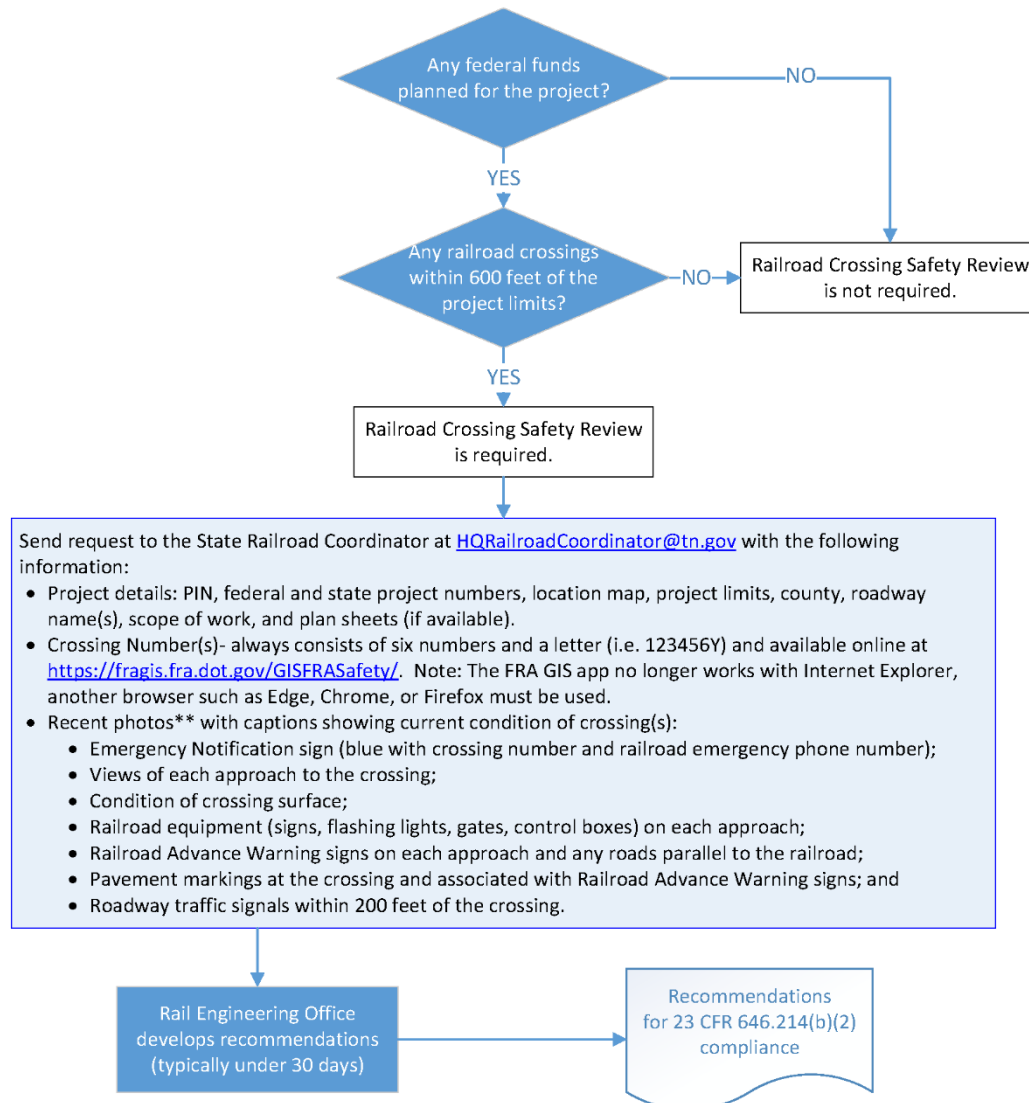 Any federal funds
planned for the project?
NO
YES
Any railroad crossings
within 600 feet of the
project limits?
NO
Railroad Crossing Safety Review
is not required.
YES
Railroad Crossing Safety Review
is required.
Send request to the State Railroad Coordinator at HQRailroadCoordinator@tn.gov with the following
information:
• Project details: PIN, federal and state project numbers, location map, project limits, county, roadway
name(s), scope of work, and plan sheets (if available).
• Crossing Number(s)- always consists of six numbers and a letter (i.e. 123456Y) and available online at
https://fragis.fra.dot.gov/GISFRASafety/. Note: The FRA GIS app no longer works with Internet Explorer,
another browser such as Edge, Chrome, or Firefox must be used.
• Recent photos** with captions showing current condition of crossing(s):
• Emergency Notification sign (blue with crossing number and railroad emergency phone number);
• Views of each approach to the crossing;
• Condition of crossing surface;
• Railroad equipment (signs, flashing lights, gates, control boxes) on each approach;
• Railroad Advance Warning signs on each approach and any roads parallel to the railroad;
• Pavement markings at the crossing and associated with Railroad Advance Warning signs; and
• Roadway traffic signals within 200 feet of the crossing.
Rail Engineering Office
develops recommendations
(typically under 30 days)
Recommendations
for 23 CFR 646.214(b)(2)
compliance